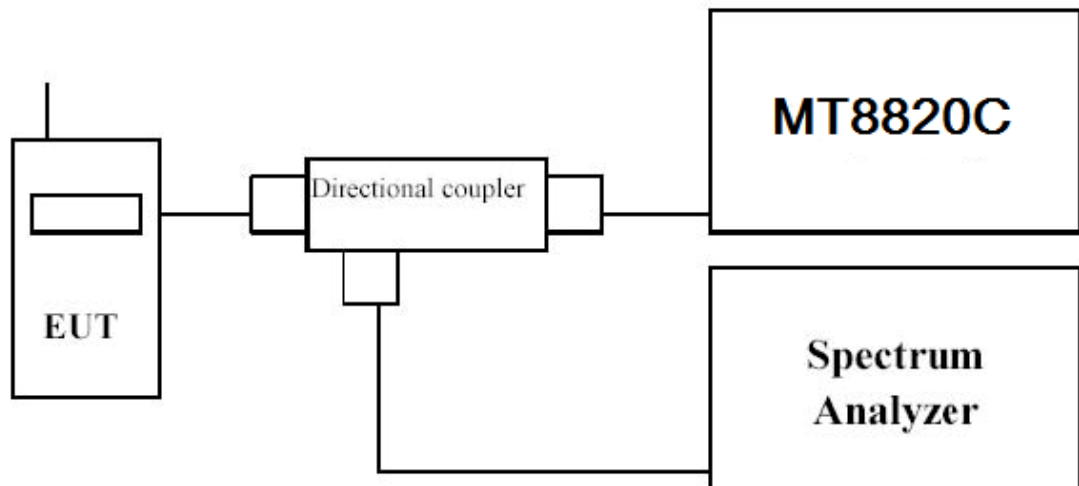 MT8820C
Directional coupler
EUT
Spectrum
Analyzer